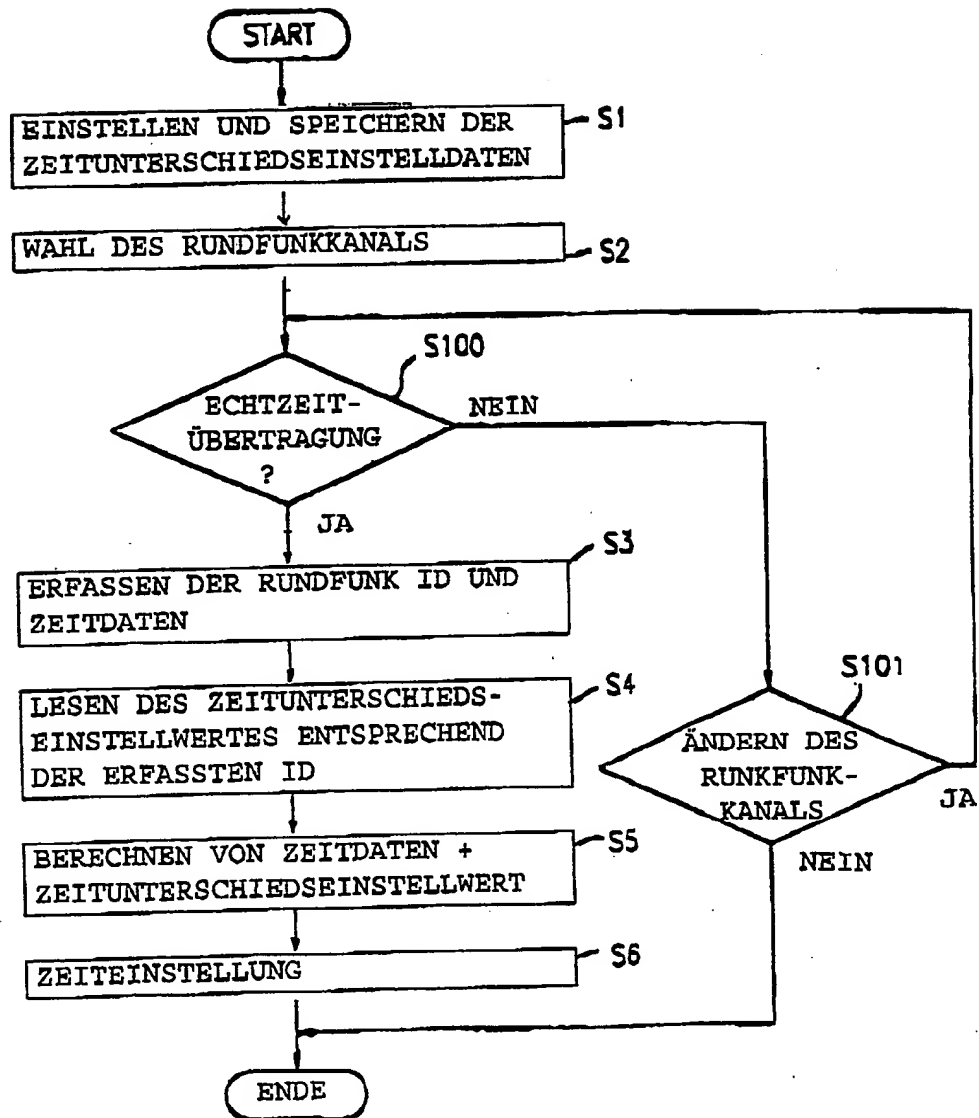 START
EINSTELLEN UND SPEICHERN DER
ZEITUNTERSCHIEDSEINSTELLDATEN
S1
WAHL DES RUNDFUNKKANALS
S2
S100
ECHTZEIT-
ÜBERTRAGUNG
?
NEIN
JA
S3
ERFASSEN DER RUNDFUNK ID UND
ZEITDATEN
LESEN DES ZEITUNTERSCHIEDS-
EINSTELLWERTES ENTSPRECHEND
DER ERFASSTEN ID
S4
S101
ÄNDERN DES
RUNKFUNK-
KANALS
JA
NEIN
BERECHNEN VON ZEITDATEN +
ZEITUNTERSCHIEDSEINSTELLWERT
S5
ZEITEINSTELLUNG
S6
ENDE